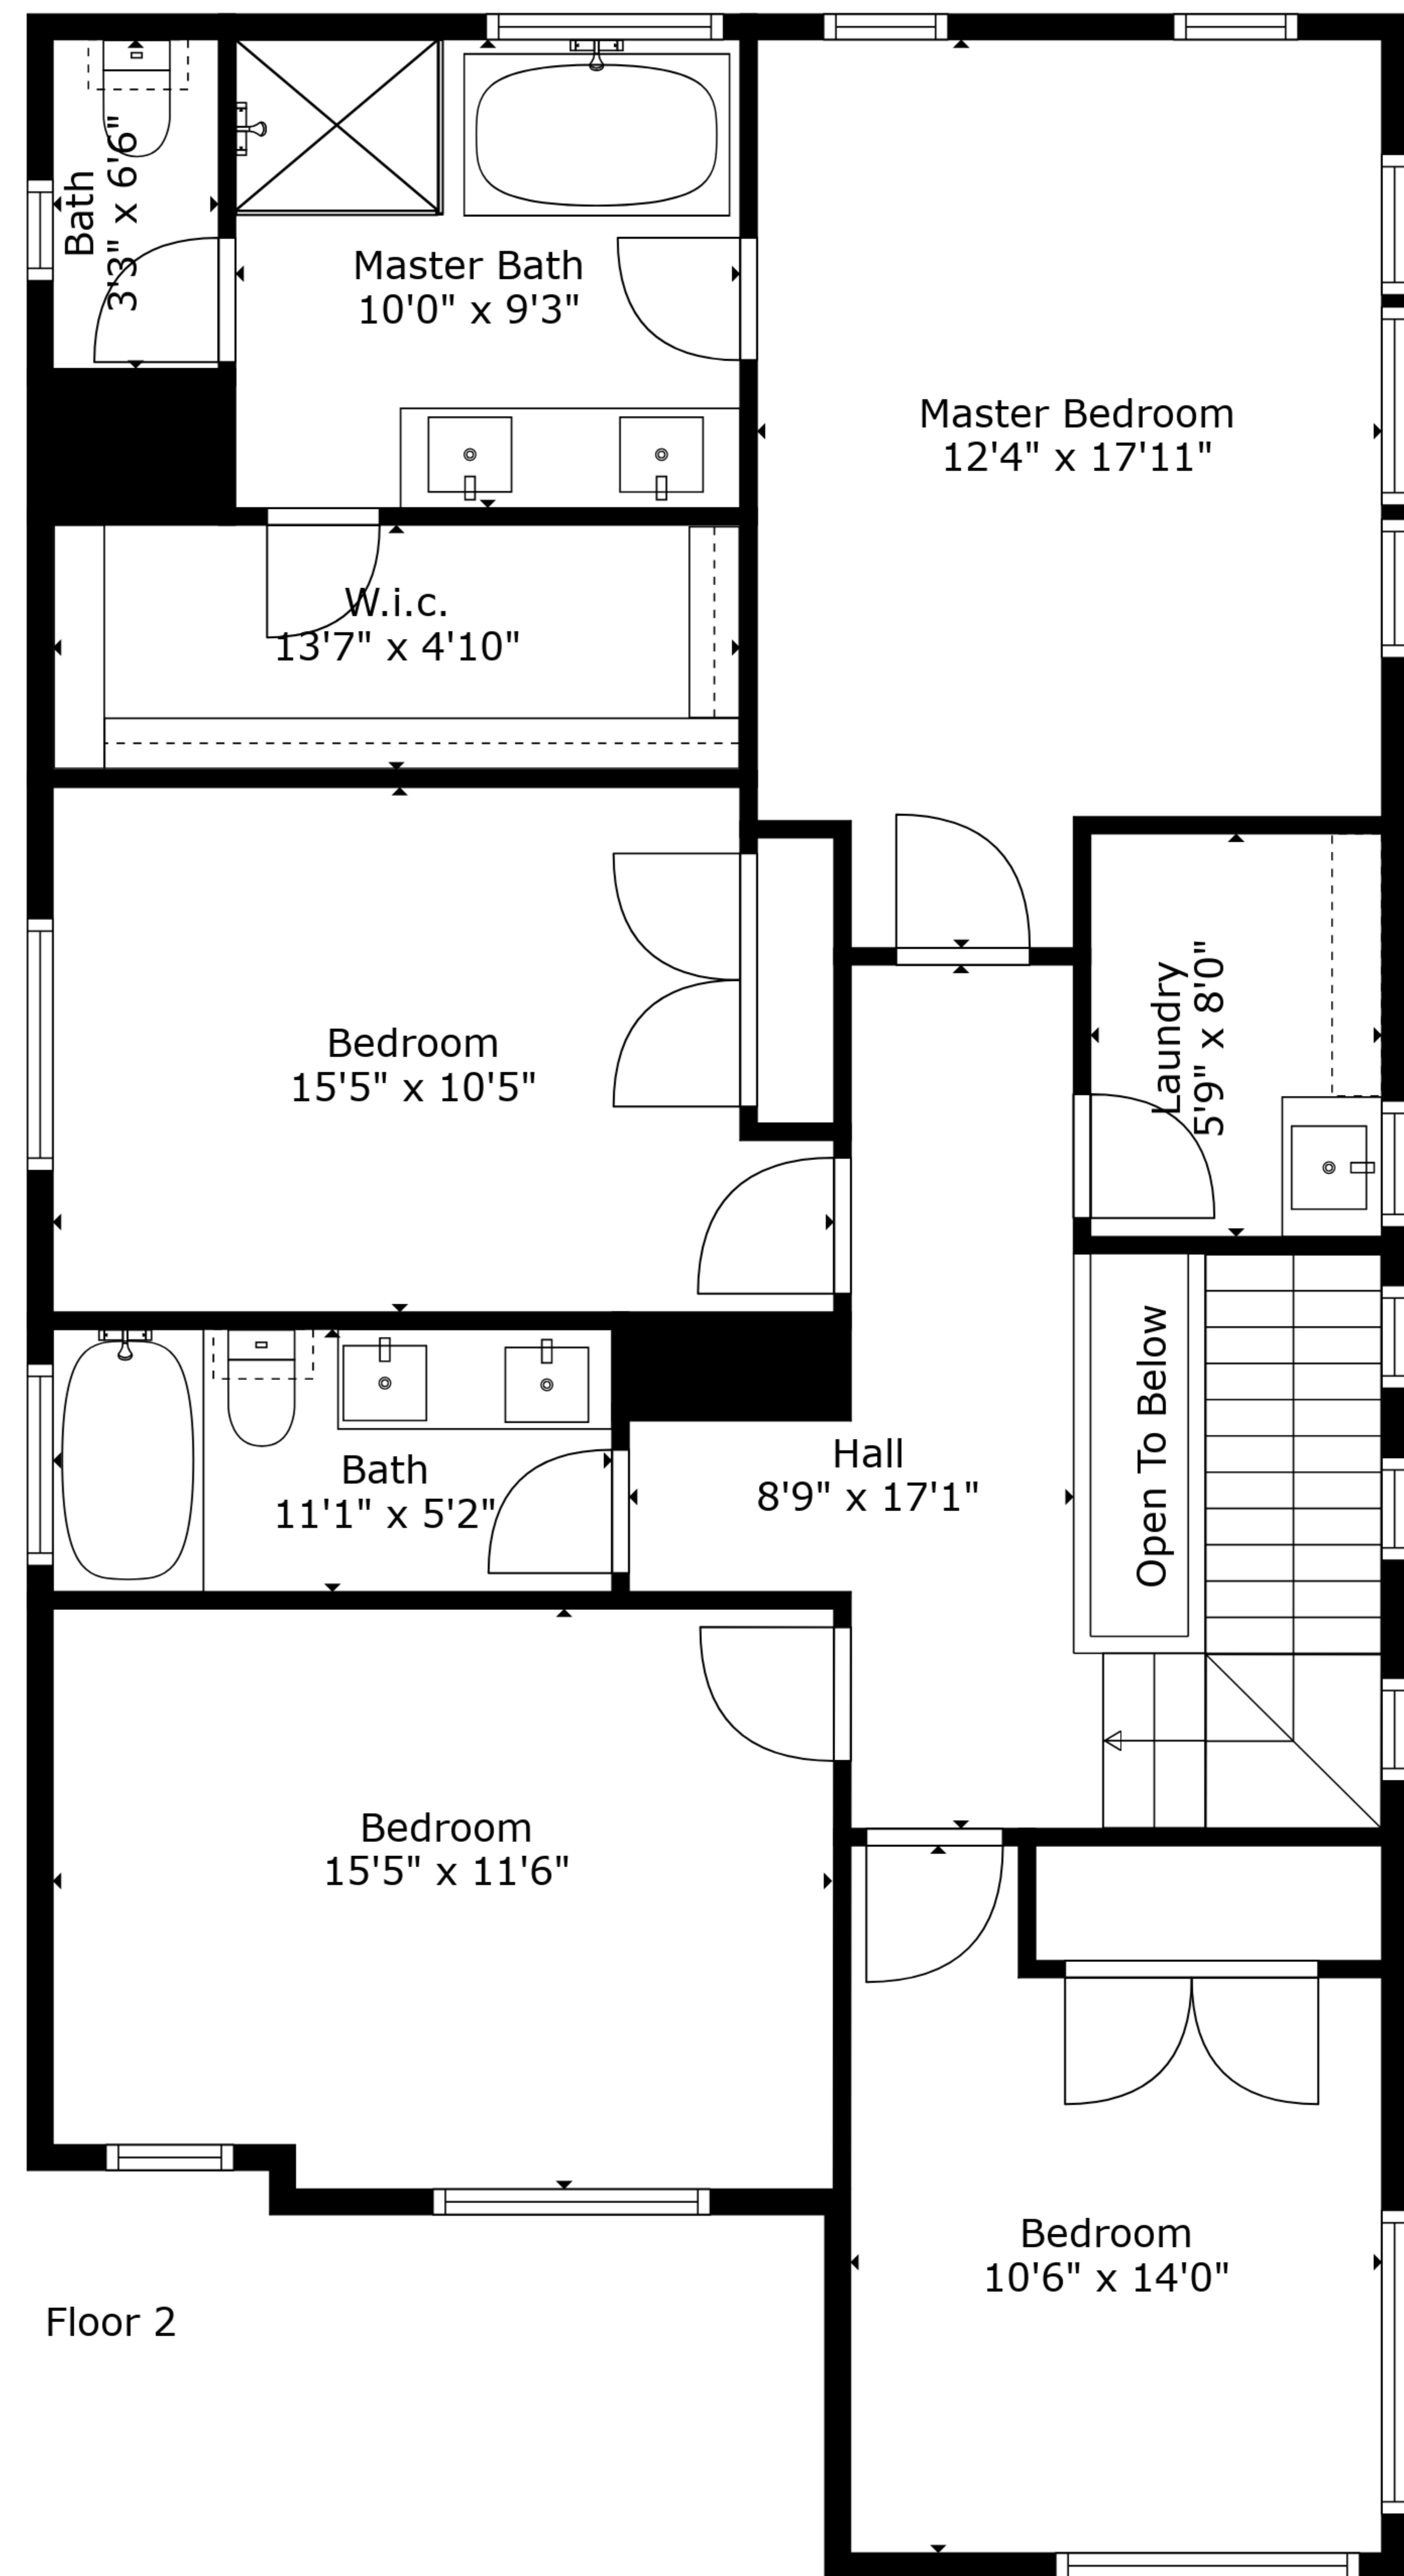 Bath
3'3" x 6'6"
Master Bath
10'0" x 9'3"
Master Bedroom
12'4" x 17'11"
W.i.c.
13'7" x 4'10"
Bedroom
15'5" x 10'5"
Laundry
5'9" x 8'0"
Bath
11'1" x 5'2"
Hall
8'9" x 17'1"
Open To Below
Bedroom
15'5" x 11'6"
Bedroom
10'6" x 14'0"
Floor 2